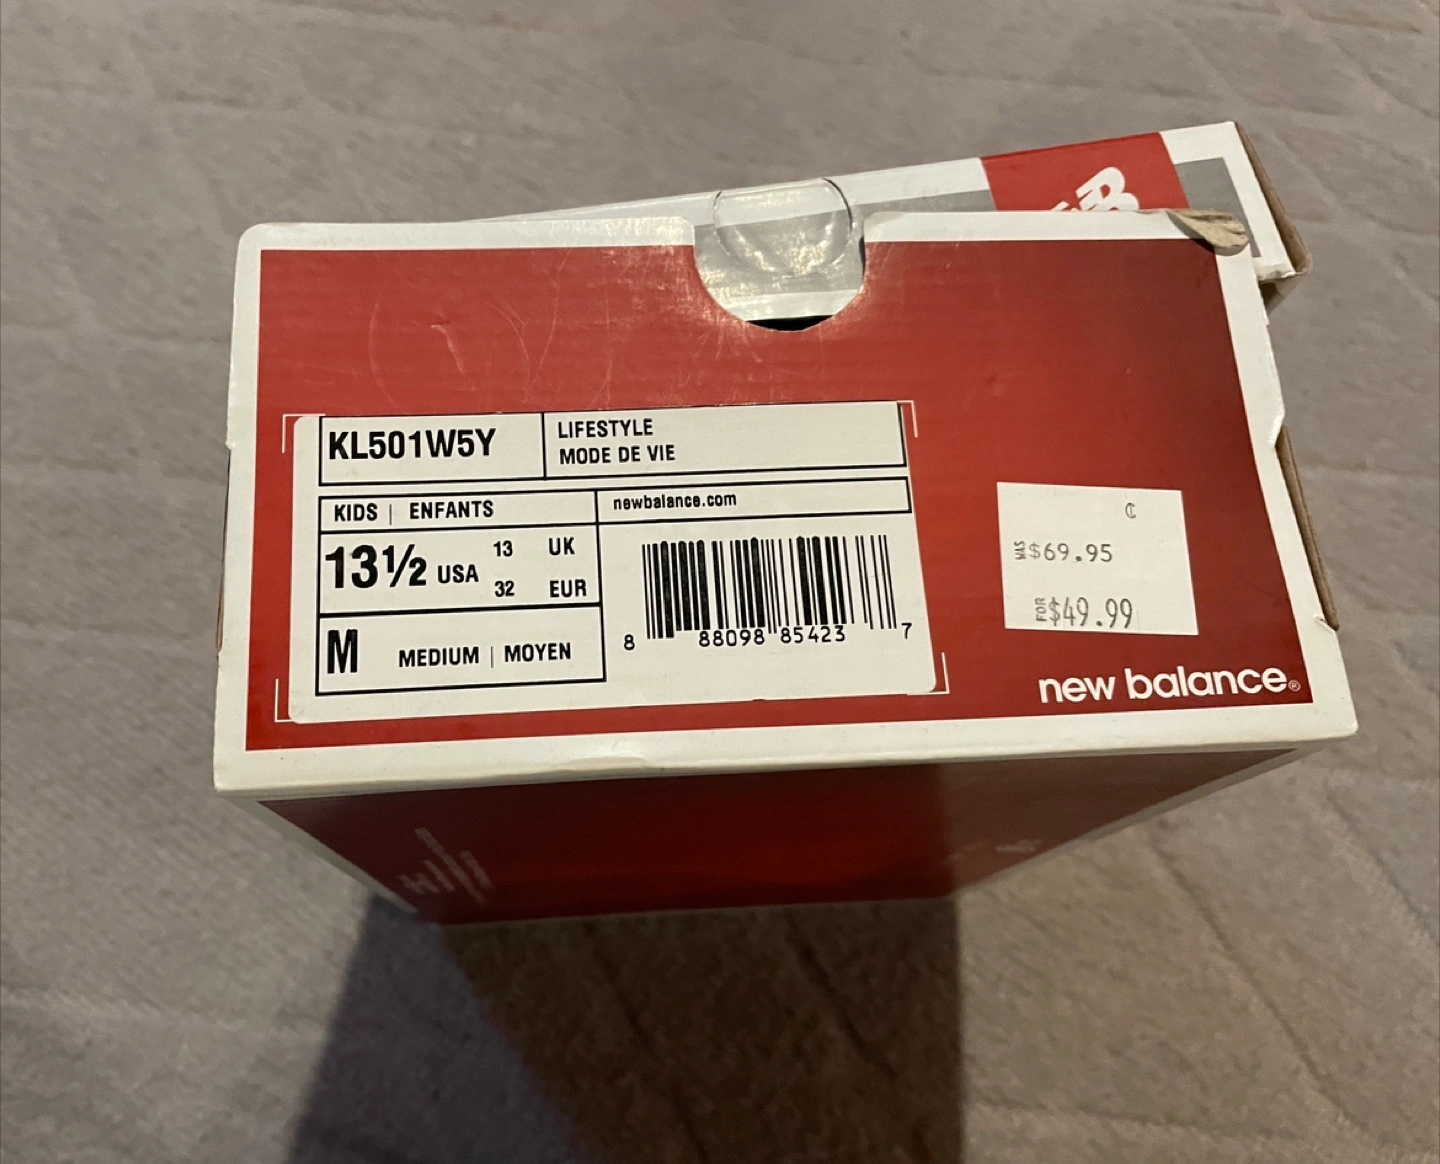 KL501W5Y
LIFESTYLE
MODE DE VIE
KIDS | ENFANTS
newbalance.com
13½ USA
13 UK
32 EUR
M MEDIUM | MOYEN
8 88098 85423 7
₵
WAS $69.95
FOR $49.99
new balance®